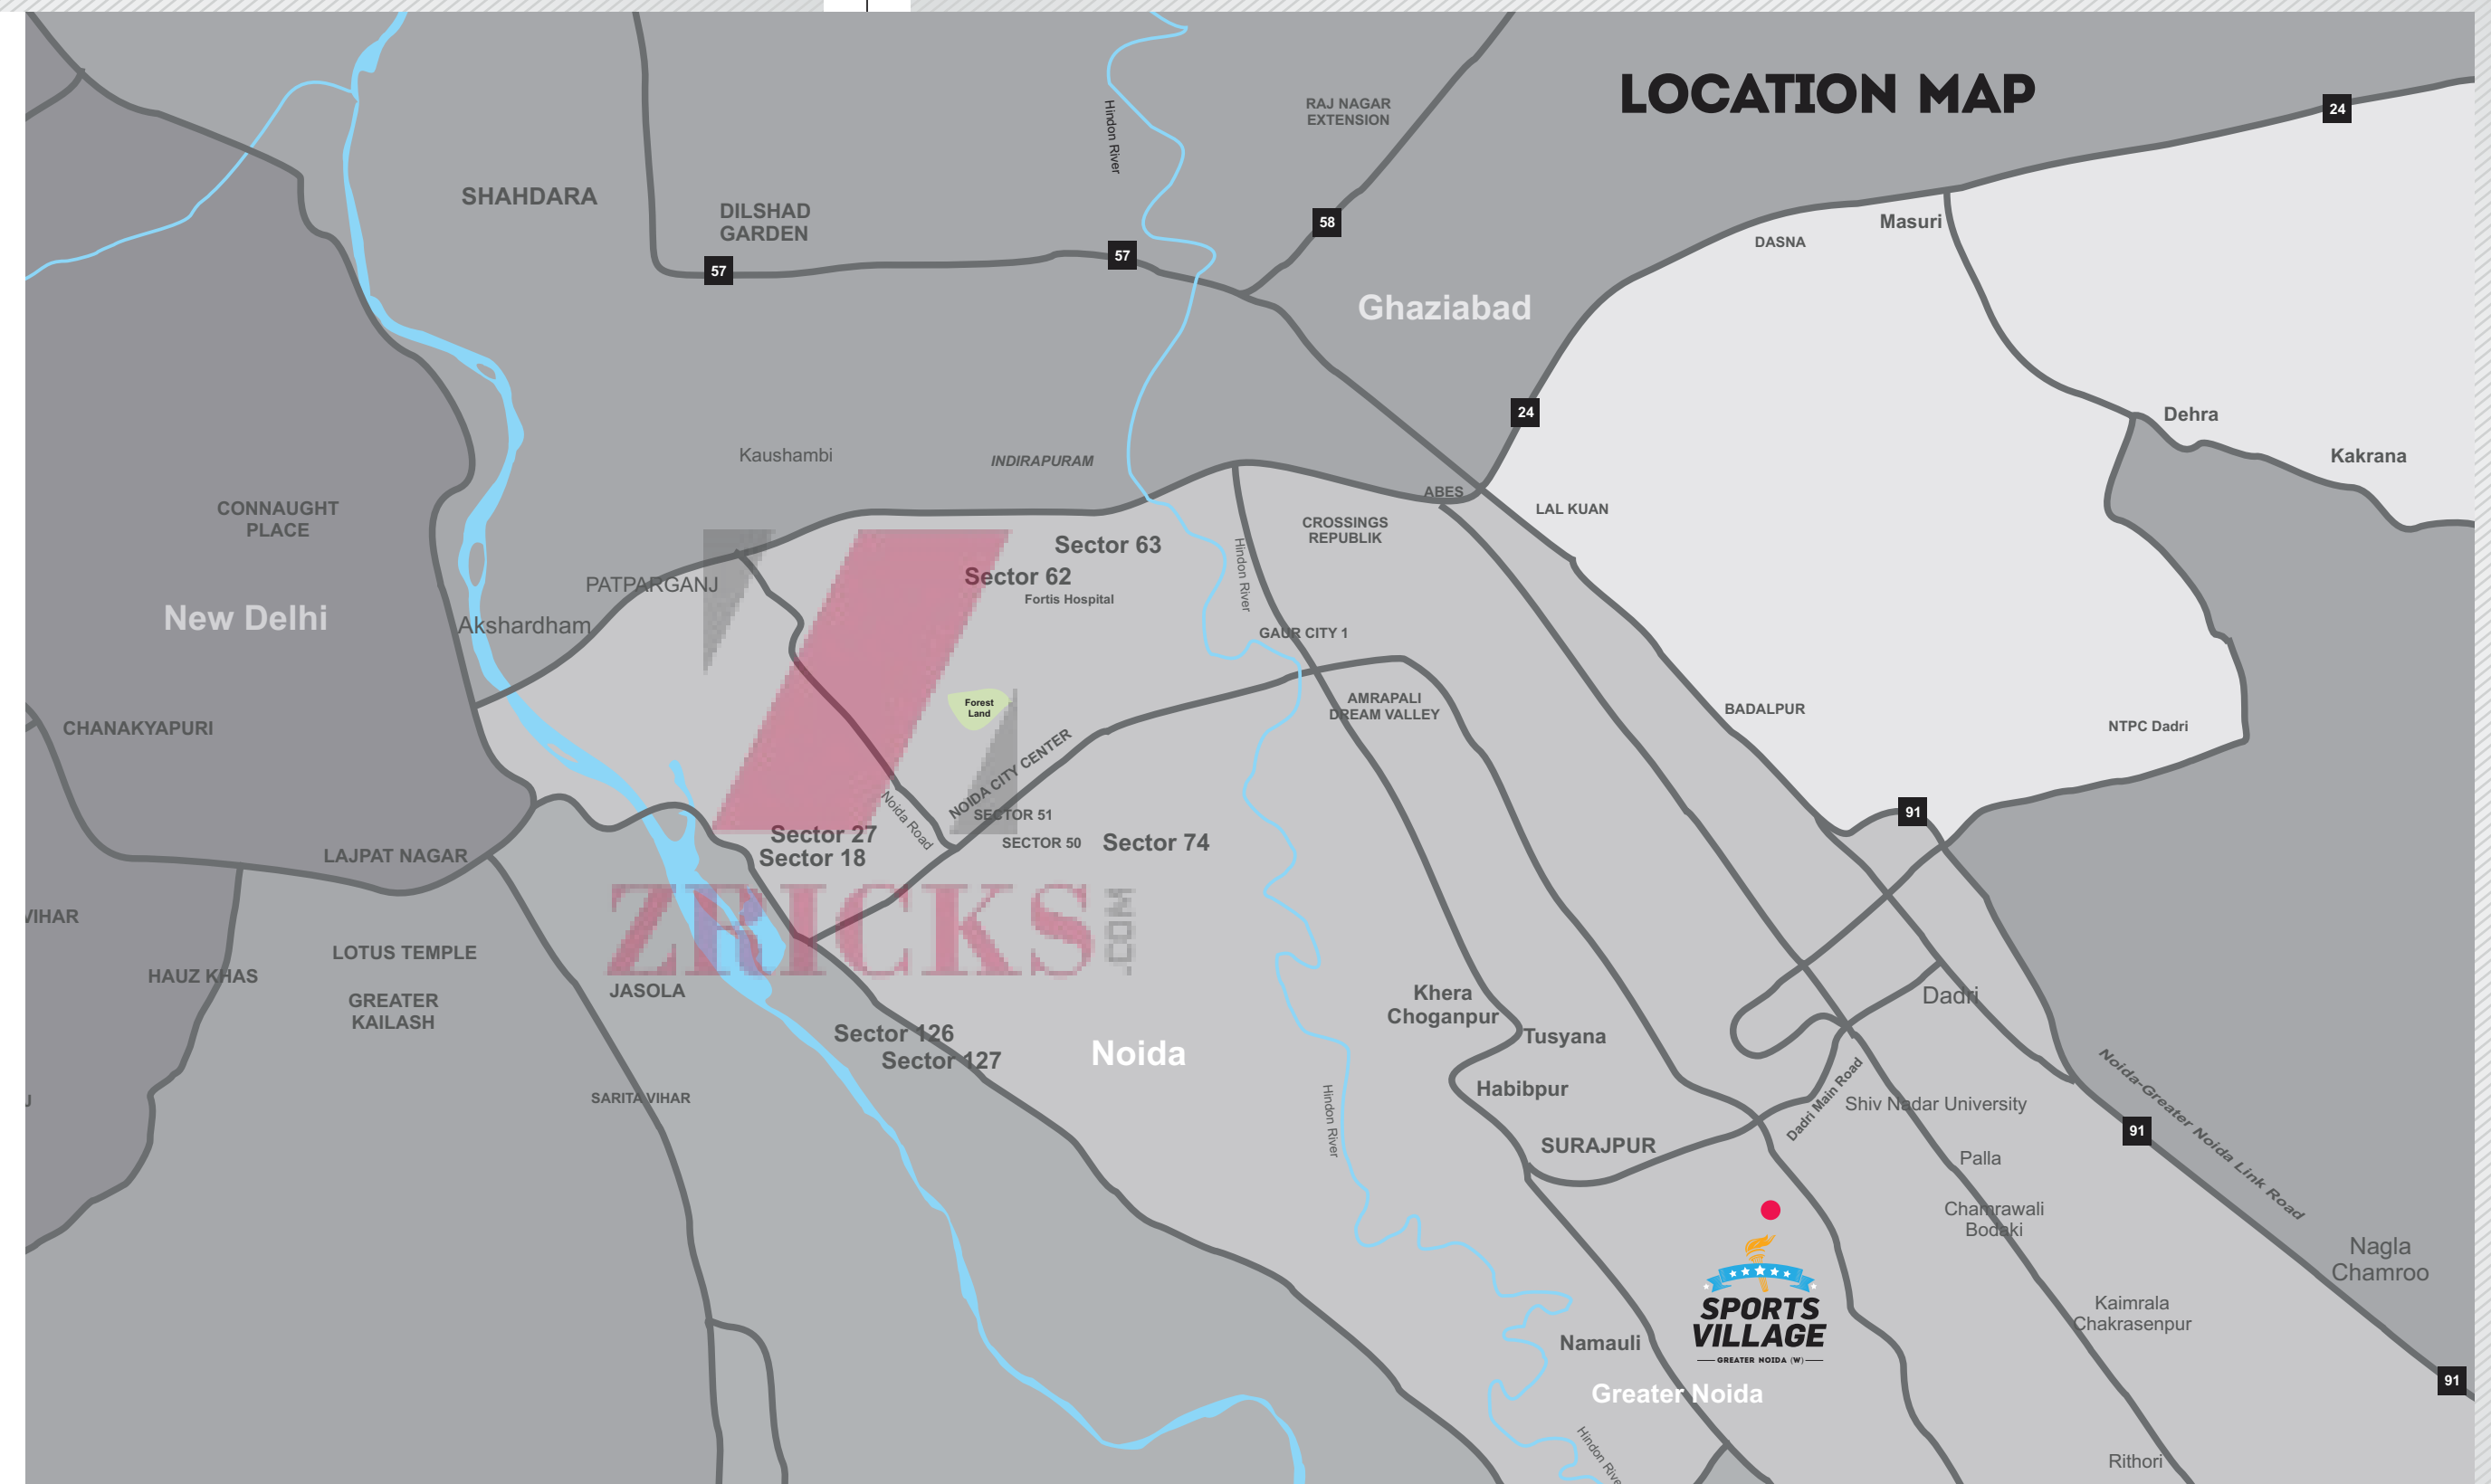 LOCATION MAP
24
RAJ NAGAR
EXTENSION
Hindon River
SHAHDARA
DILSHAD
GARDEN
58
57
57
Masuri
DASNA
Ghaziabad
24
Dehra
Kakrana
Kaushambi
INDIRAPURAM
ABES
LAL KUAN
CONNAUGHT
PLACE
CROSSINGS
REPUBLIK
Sector 63
Sector 62
Fortis Hospital
Hindon River
PATPARGANJ
New Delhi
Akshardham
GAUR CITY 1
Forest
Land
AMRAPALI
DREAM VALLEY
BADALPUR
NTPC Dadri
CHANAKYAPURI
NOIDA CITY CENTER
Noida Road
SECTOR 51
SECTOR 50
Sector 74
91
Sector 27
Sector 18
LAJPAT NAGAR
VIHAR
ZRICKS
.COM
LOTUS TEMPLE
HAUZ KHAS
GREATER
KAILASH
JASOLA
Khera
Choganpur
Dadri
Sector 126
Sector 127
Noida
Tusyana
Habibpur
SARITA VIHAR
Hindon River
Dadri Main Road
Shiv Nadar University
Noida-Greater Noida Link Road
91
SURAJPUR
Palla
Chamrawali
Bodaki
Nagla
Chamroo
SPORTS
VILLAGE
GREATER NOIDA (W)
Kaimrala
Chakrasenpur
Namauli
Greater Noida
91
Hindon River
Rithori